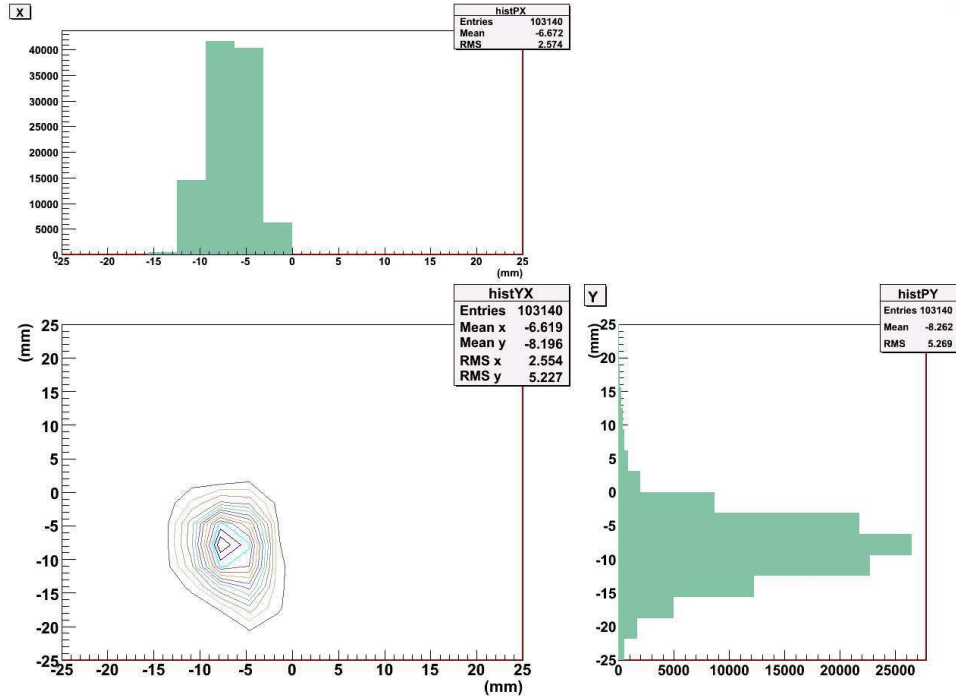 X
histPX
Entries 103140
Mean -6.672
RMS 2.574
40000
35000
30000
25000
20000
15000
10000
5000
0
-25 -20 -15 -10 -5 0 5 10 15 20 25
(mm)
histYX
Entries 103140
Mean x -6.619
Mean y -8.196
RMS x 2.554
RMS y 5.227
(mm)
25
20
15
10
5
0
-5
-10
-15
-20
-25
-25 -20 -15 -10 -5 0 5 10 15 20 25
(mm)
Y
histPY
Entries 103140
Mean -8.262
RMS 5.269
(mm)
25
20
15
10
5
0
-5
-10
-15
-20
-25
0 5000 10000 15000 20000 25000